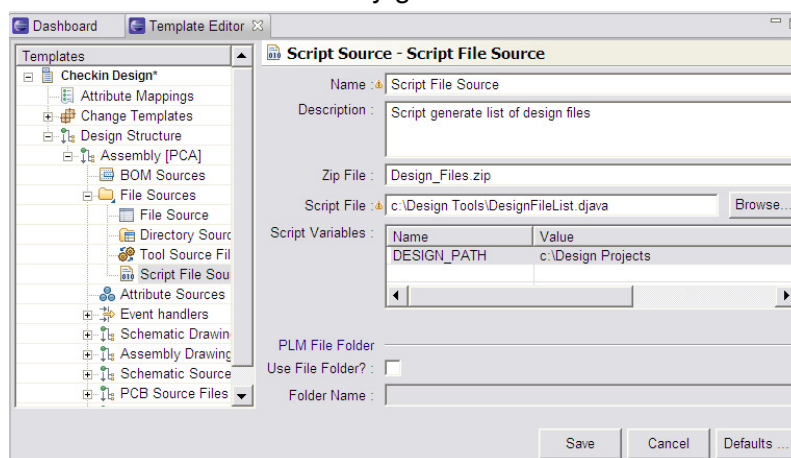 Dashboard Template Editor
Templates
Checkin Design*
Attribute Mappings
Change Templates
Design Structure
Assembly [PCA]
BOM Sources
File Sources
File Source
Directory Sourc
Tool Source Fil
Script File Sou
Attribute Sources
Event handlers
Schematic Drawin
Assembly Drawing
Schematic Source
PCB Source Files
Script Source - Script File Source
Name : Script File Source
Description : Script generate list of design files
Zip File : Design_Files.zip
Script File : c:\Design Tools\DesignFileList.djava Browse...
Script Variables : Name Value
DESIGN_PATH c:\Design Projects
PLM File Folder
Use File Folder? :
Folder Name :
Save Cancel Defaults ...